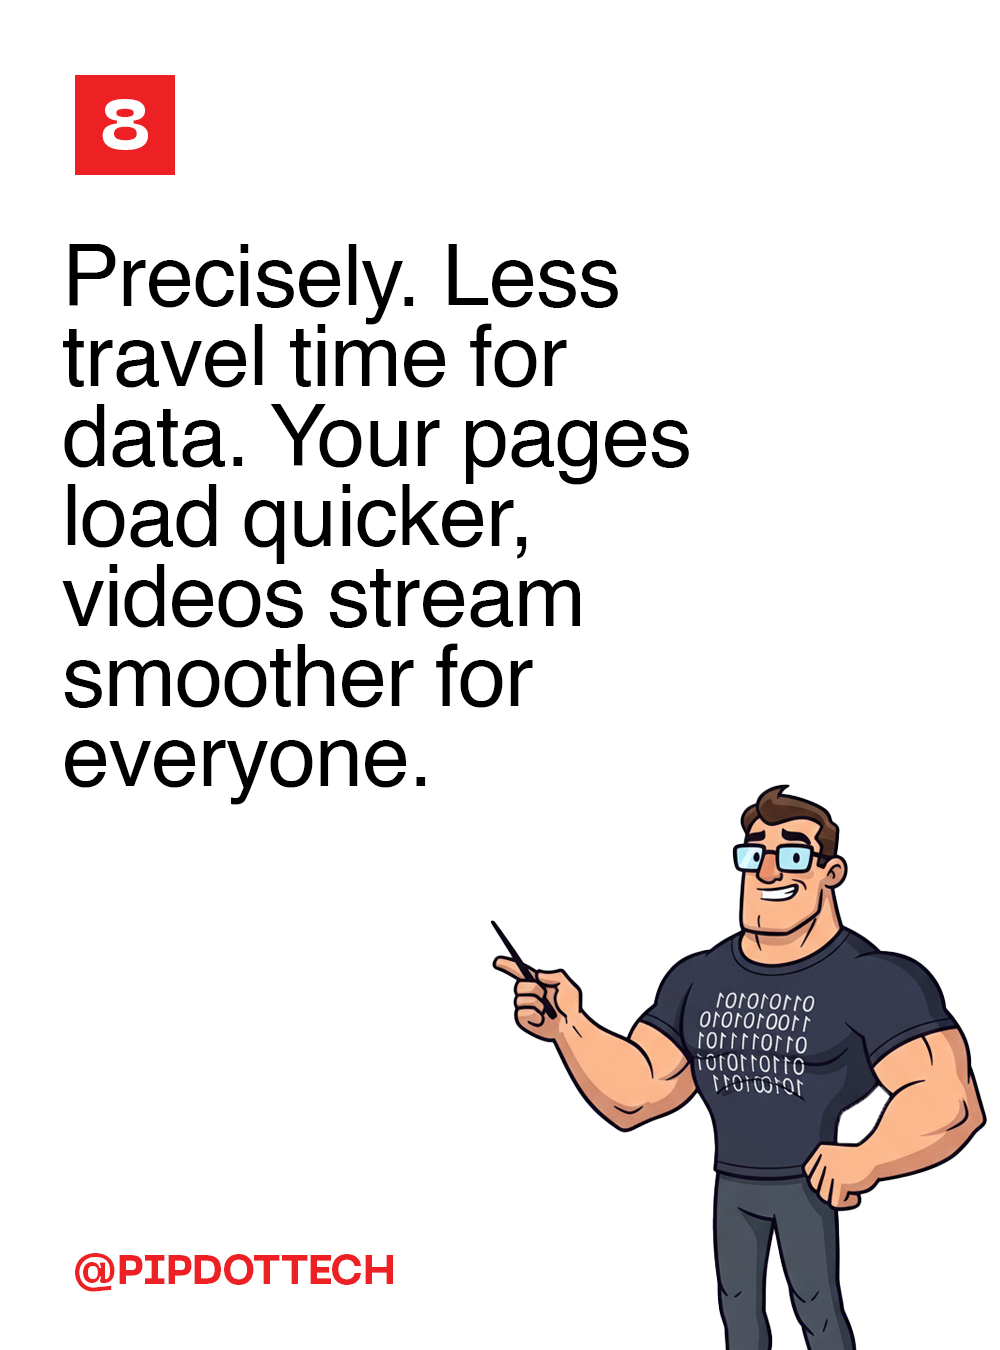 8
Precisely. Less
travel time for
data. Your pages
load quicker,
videos stream
smoother for
everyone.
@PIPDOTTECH